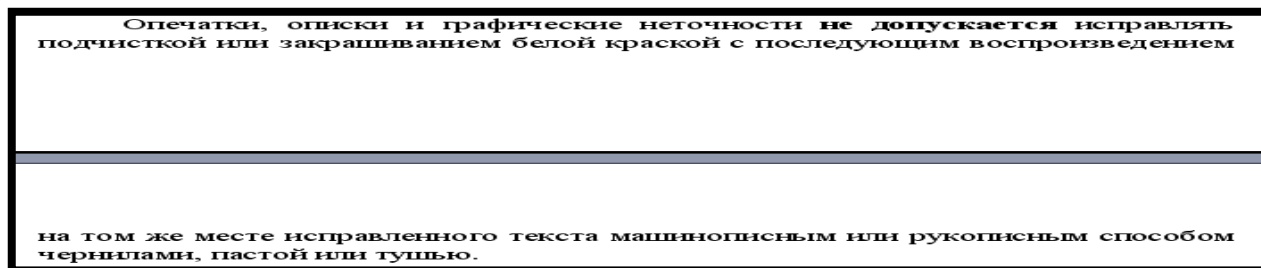 Опечатки, описки и графические неточности не допускается исправлять
подчисткой или закрашиванием белой краской с последующим воспроизведением
на том же месте исправленного текста машинописным или рукописным способом
чернилами, пастой или тушью.